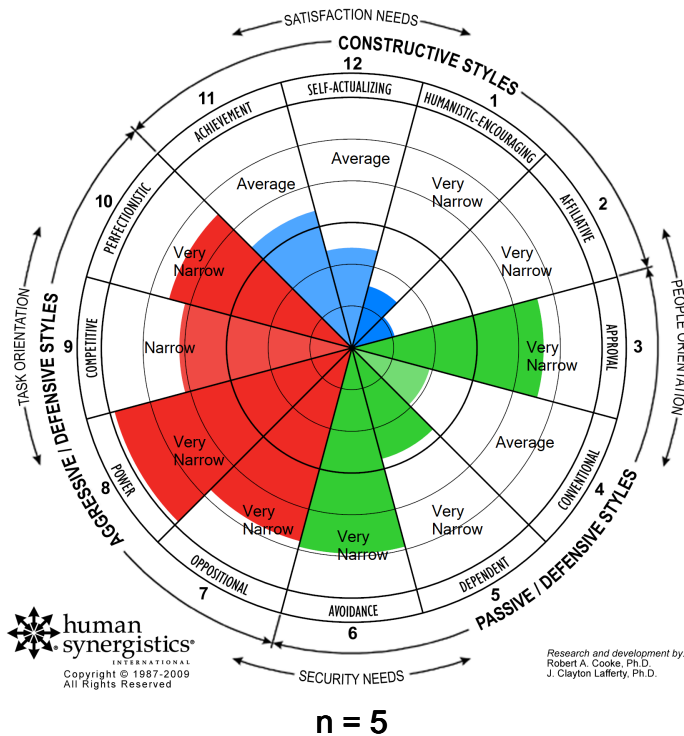 SATISFACTION NEEDS
CONSTRUCTIVE STYLES
12
SELF-ACTUALIZING
Average
1
HUMANISTIC-ENCOURAGING
Very
Narrow
2
AFFILIATIVE
Very
Narrow
PEOPLE ORIENTATION
3
APPROVAL
Very
Narrow
4
CONVENTIONAL
Average
PASSIVE / DEFENSIVE STYLES
5
DEPENDENT
Very
Narrow
6
AVOIDANCE
Very
Narrow
SECURITY NEEDS
7
OPPOSITIONAL
Very
Narrow
8
POWER
Very
Narrow
AGGRESSIVE / DEFENSIVE STYLES
TASK ORIENTATION
9
COMPETITIVE
Narrow
10
PERFECTIONISTIC
Very
Narrow
11
ACHIEVEMENT
Average
human
synergistics®
INTERNATIONAL
Copyright © 1987-2009
All Rights Reserved
Research and development by:
Robert A. Cooke, Ph.D.
J. Clayton Lafferty, Ph.D.
n = 5